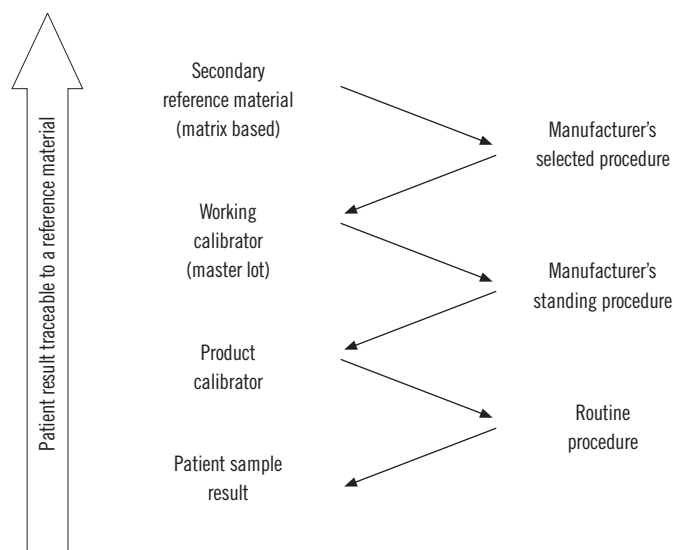 Patient result traceable to a reference material
Secondary
reference material
(matrix based)
Manufacturer’s
selected procedure
Working
calibrator
(master lot)
Manufacturer’s
standing procedure
Product
calibrator
Routine
procedure
Patient sample
result